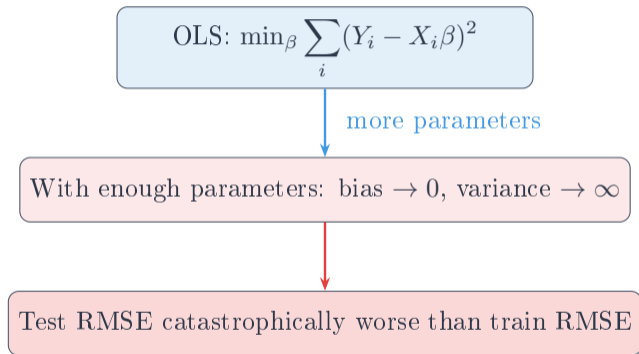 OLS: min_β ∑_i (Y_i − X_iβ)²
more parameters
With enough parameters: bias → 0, variance → ∞
Test RMSE catastrophically worse than train RMSE